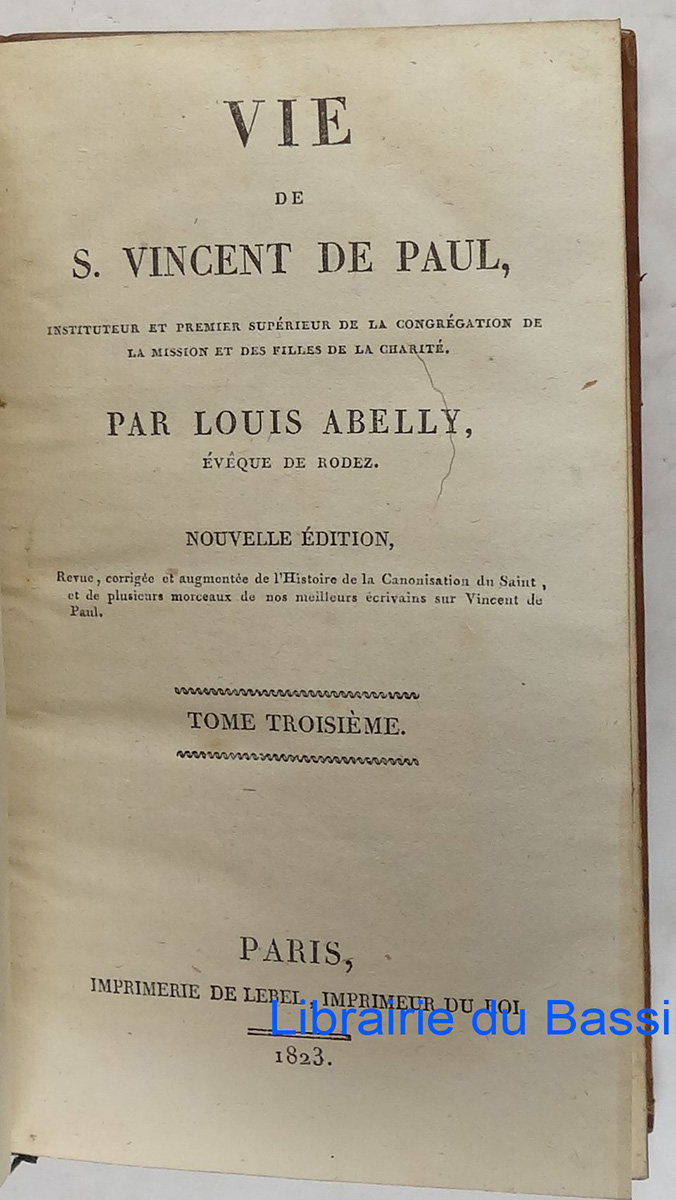 VIE
DE
S. VINCENT DE PAUL,
INSTITUTEUR ET PREMIER SUPÉRIEUR DE LA CONGRÉGATION DE
LA MISSION ET DES FILLES DE LA CHARITÉ.
PAR LOUIS ABELLY,
ÉVÊQUE DE RODEZ.
NOUVELLE ÉDITION,
Revue, corrigée et augmentée de l'Histoire de la Canonisation du Saint,
et de plusieurs morceaux de nos meilleurs écrivains sur Vincent de
Paul.
TOME TROISIÈME.
PARIS,
IMPRIMERIE DE LEBEL, IMPRIMEUR DU ROI
Librairie du Bassi
1823.